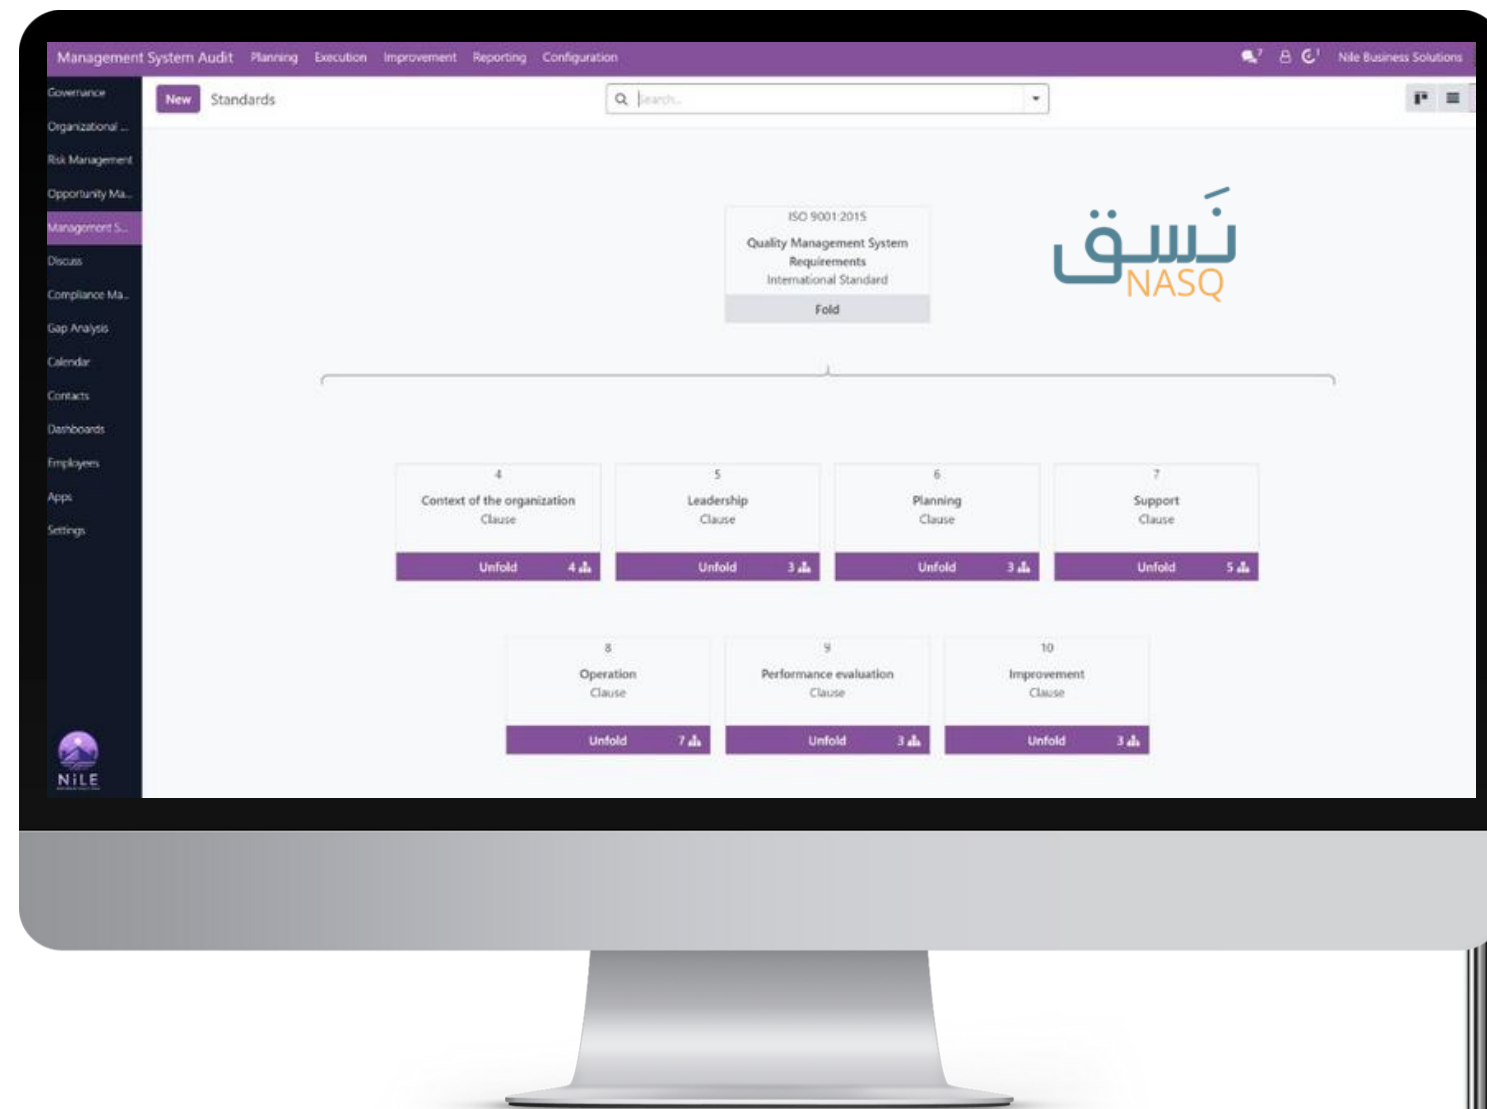 Management System Audit Planning Execution Improvement Reporting Configuration 7 1 Nile Business Solutions
Governance
Organizational ...
Risk Management
Opportunity Ma...
Management S...
Discuss
Compliance Ma...
Gap Analysis
Calendar
Contacts
Dashboards
Employees
Apps
Settings
NiLE
New Standards Search...
ISO 9001:2015
Quality Management System
Requirements
International Standard
Fold
نَسق
NASQ
4
Context of the organization
Clause
Unfold 4
5
Leadership
Clause
Unfold 3
6
Planning
Clause
Unfold 3
7
Support
Clause
Unfold 5
8
Operation
Clause
Unfold 7
9
Performance evaluation
Clause
Unfold 3
10
Improvement
Clause
Unfold 3